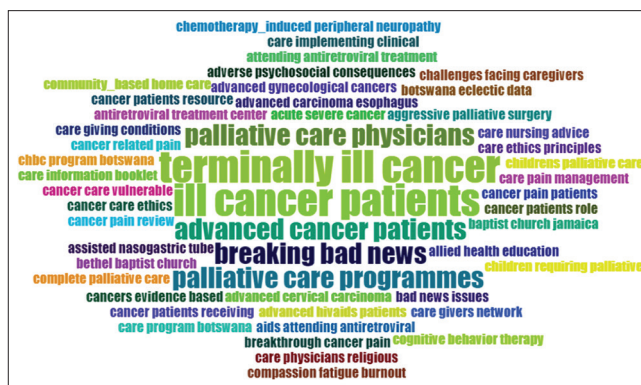 chemotherapy_induced peripheral neuropathy
care implementing clinical
attending antiretroviral treatment
adverse psychosocial consequences
challenges facing caregivers
community_based home care
advanced gynecological cancers
botswana eclectic data
cancer patients resource
advanced carcinoma esophagus
antiretroviral treatment center
acute severe cancer
aggressive palliative surgery
care giving conditions
palliative care physicians
care nursing advice
cancer related pain
care ethics principles
chbc program botswana
terminally ill cancer
childrens palliative care
care information booklet
care pain management
cancer care vulnerable
ill cancer patients
cancer pain patients
cancer care ethics
cancer patients role
cancer pain review
advanced cancer patients
baptist church jamaica
assisted nasogastric tube
breaking bad news
allied health education
bethel baptist church
children requiring palliative
complete palliative care
palliative care programmes
cancers evidence based
advanced cervical carcinoma
bad news issues
cancer patients receiving
advanced hivaids patients
care givers network
care program botswana
aids attending antiretroviral
breakthrough cancer pain
cognitive behavior therapy
care physicians religious
compassion fatigue burnout